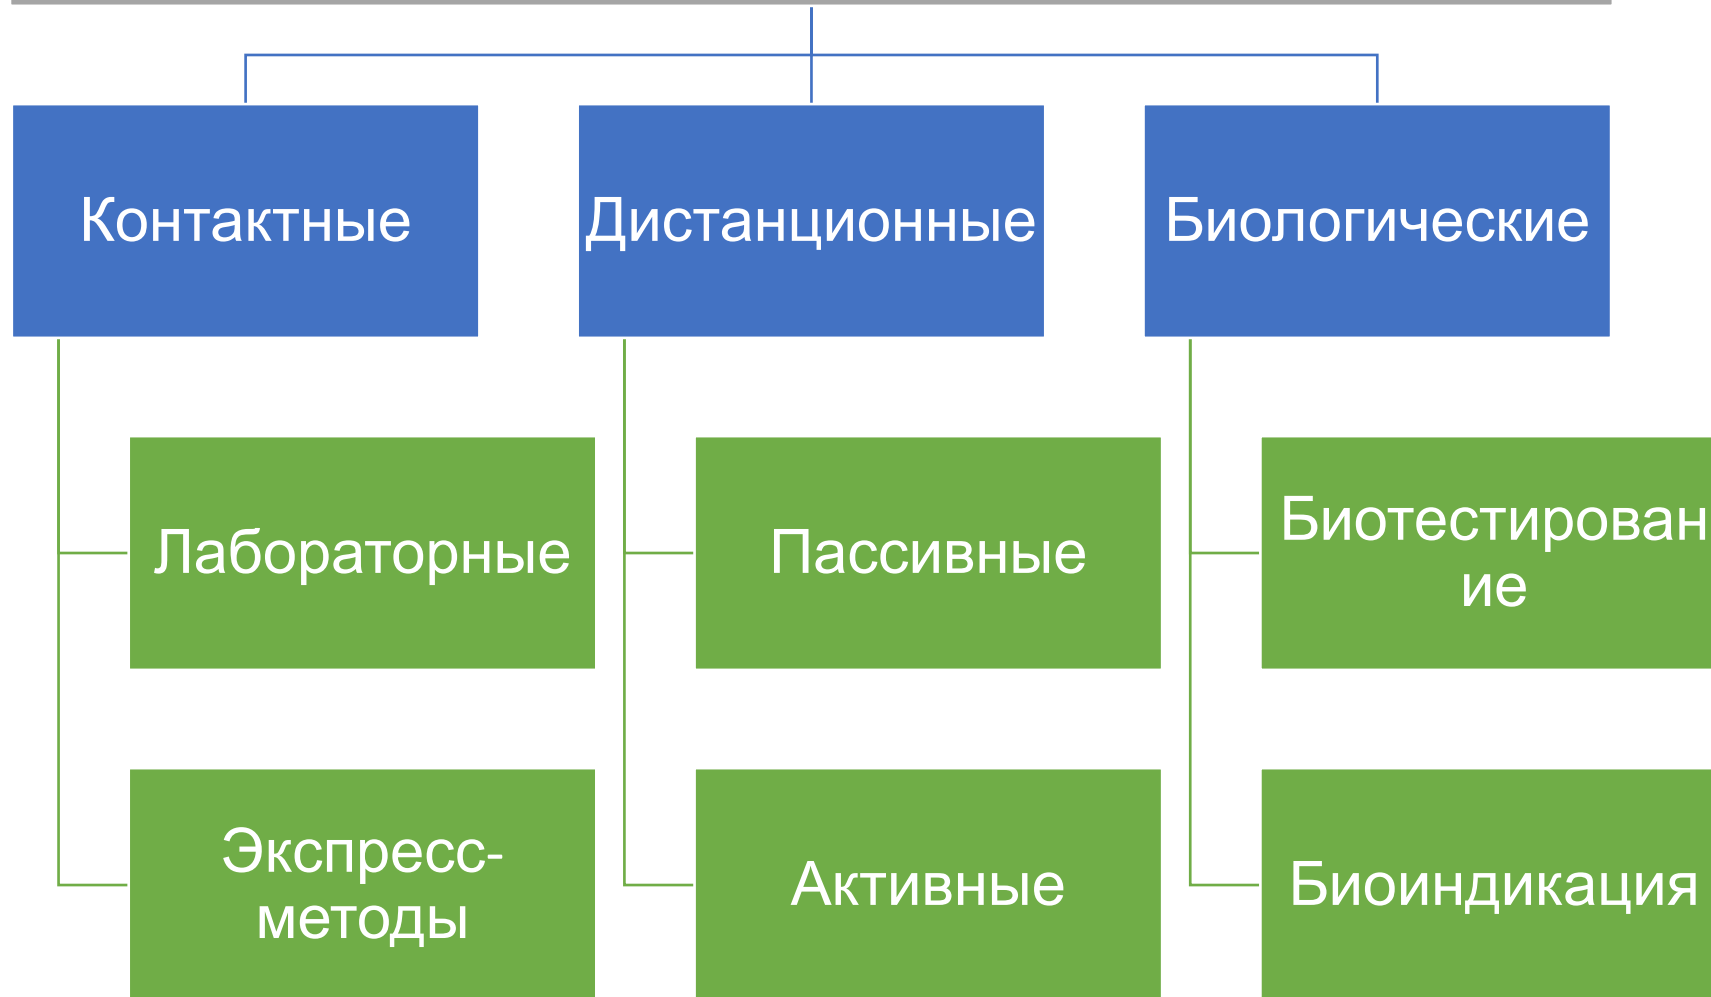 Контактные
Дистанционные
Биологические
Лабораторные
Пассивные
Биотестирован
ие
Экспресс-
методы
Активные
Биоиндикация